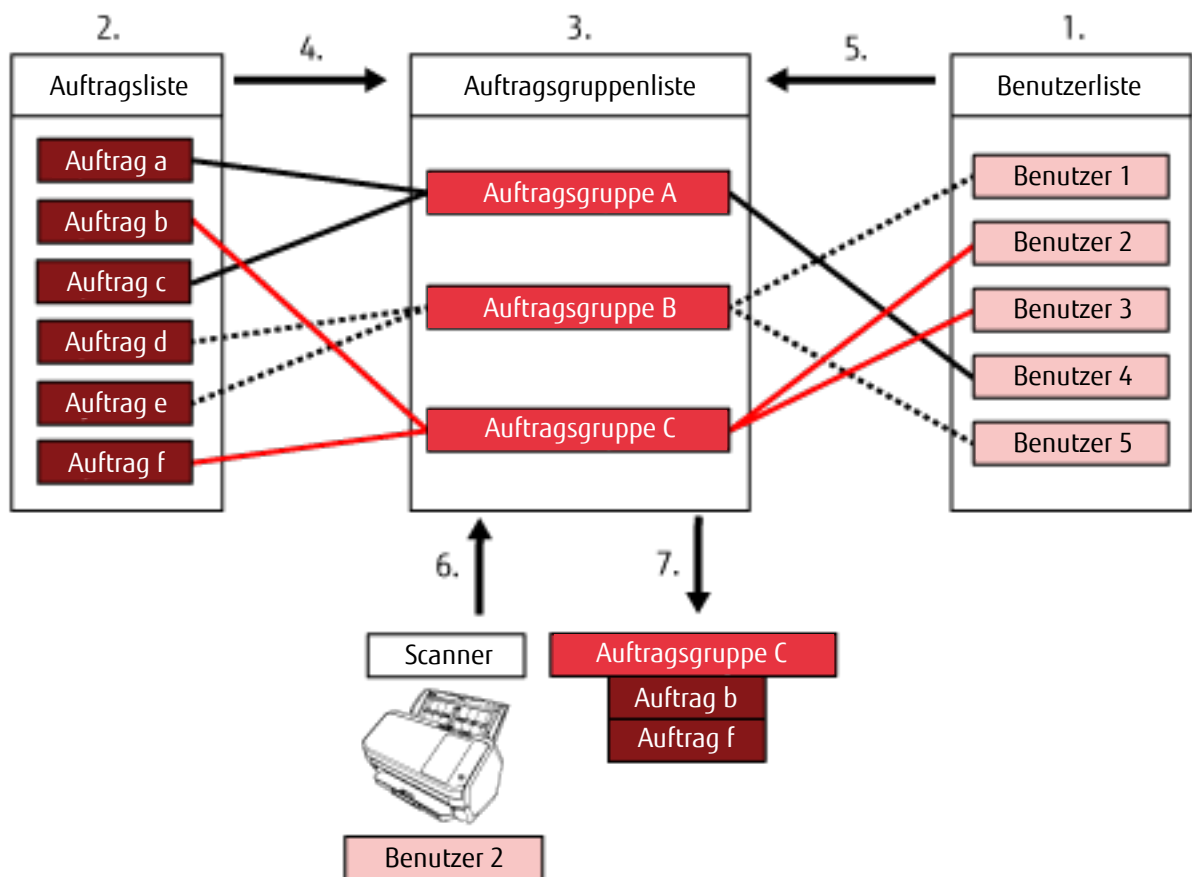 2.
4.
3.
5.
1.
Auftragsliste
Auftragsgruppenliste
Benutzerliste
Auftrag a
Auftrag b
Auftrag c
Auftrag d
Auftrag e
Auftrag f
Auftragsgruppe A
Auftragsgruppe B
Auftragsgruppe C
Benutzer 1
Benutzer 2
Benutzer 3
Benutzer 4
Benutzer 5
6.
7.
Scanner
Benutzer 2
Auftragsgruppe C
Auftrag b
Auftrag f